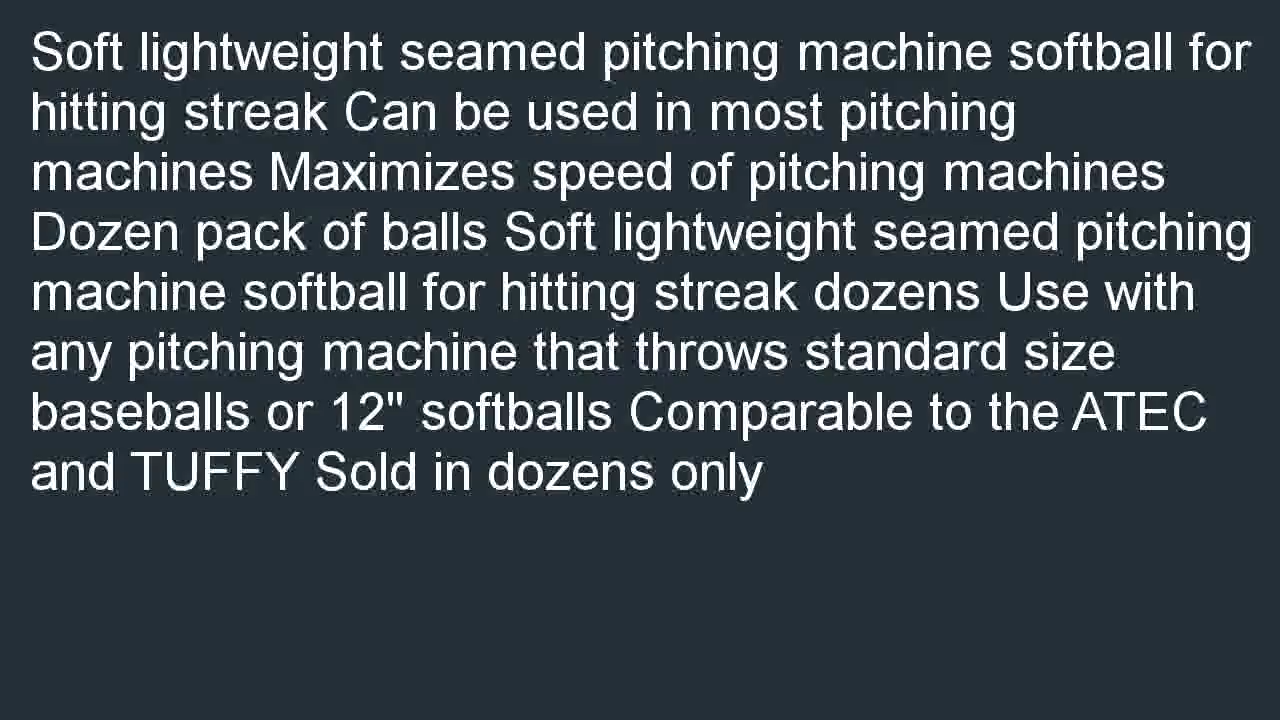 Soft lightweight seamed pitching machine softball for
hitting streak Can be used in most pitching
machines Maximizes speed of pitching machines
Dozen pack of balls Soft lightweight seamed pitching
machine softball for hitting streak dozens Use with
any pitching machine that throws standard size
baseballs or 12" softballs Comparable to the ATEC
and TUFFY Sold in dozens only